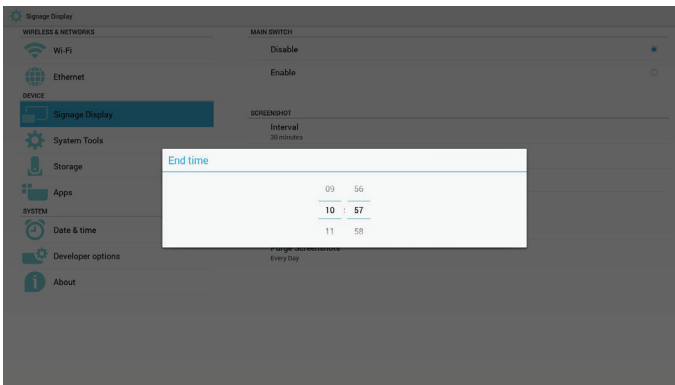 Signage Display
WIRELESS & NETWORKS
Wi-Fi
Ethernet
DEVICE
Signage Display
System Tools
Storage
Apps
SYSTEM
Date & time
Developer options
About
MAIN SWITCH
Disable
Enable
SCREENSHOT
Interval
30 minutes
End time
09 56
10 : 57
11 58
Purge Screenshots
Every Day